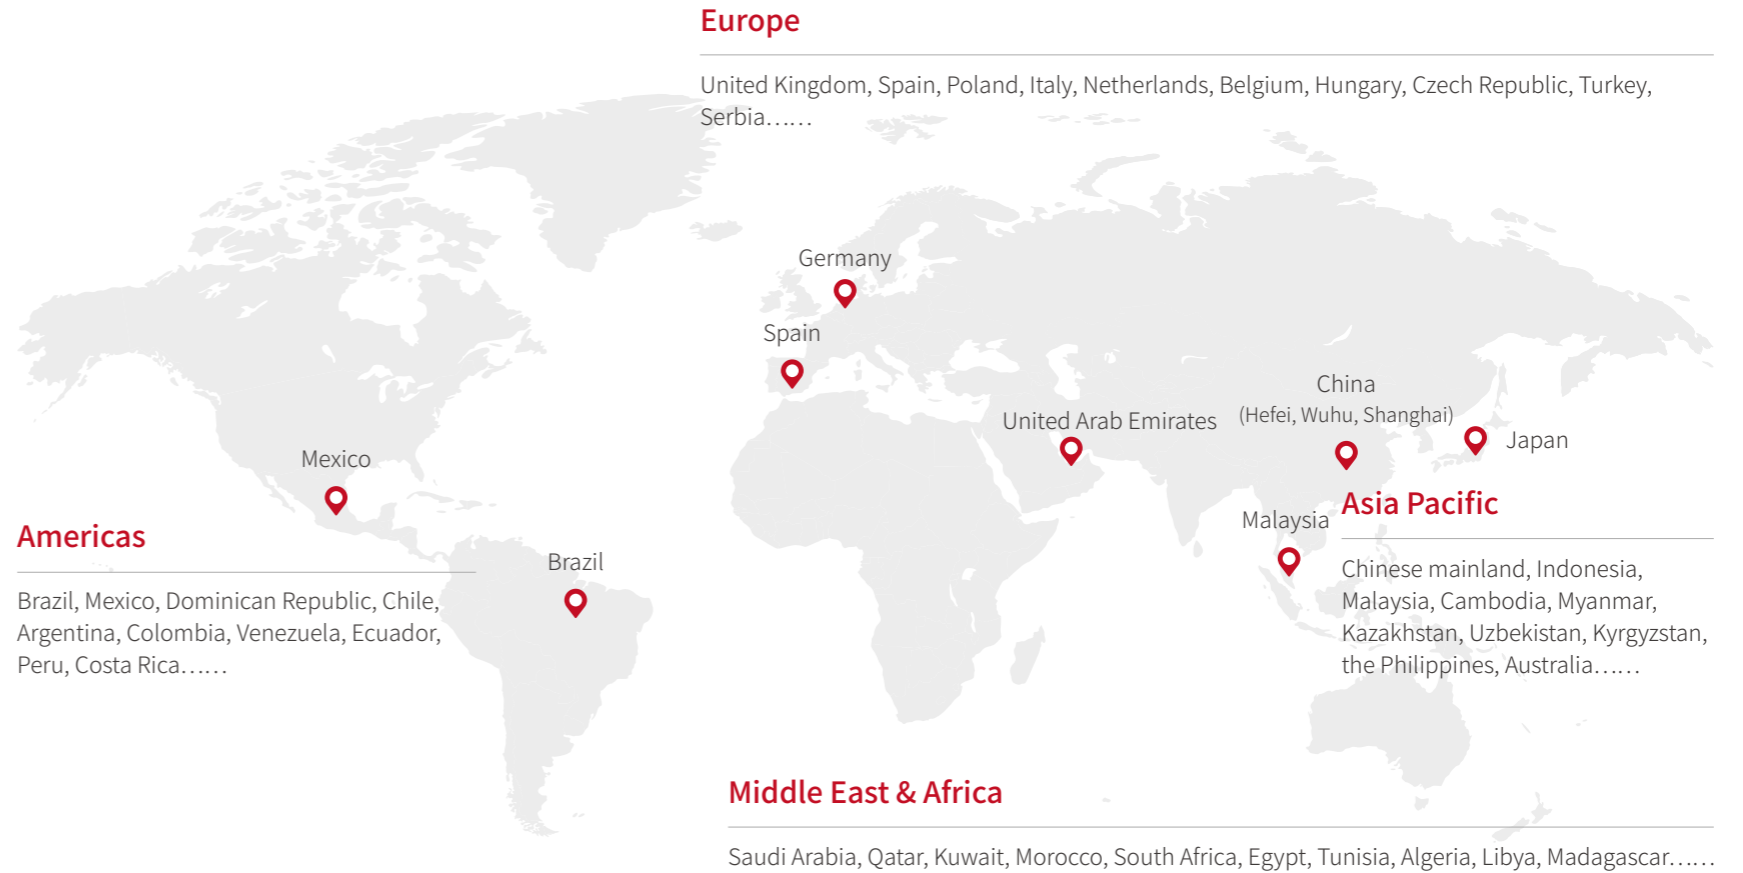 Europe
United Kingdom, Spain, Poland, Italy, Netherlands, Belgium, Hungary, Czech Republic, Turkey,
Serbia……
Germany
Spain
China
(Hefei, Wuhu, Shanghai)
United Arab Emirates
Japan
Mexico
Americas
Brazil, Mexico, Dominican Republic, Chile,
Argentina, Colombia, Venezuela, Ecuador,
Peru, Costa Rica……
Brazil
Malaysia
Asia Pacific
Chinese mainland, Indonesia,
Malaysia, Cambodia, Myanmar,
Kazakhstan, Uzbekistan, Kyrgyzstan,
the Philippines, Australia……
Middle East & Africa
Saudi Arabia, Qatar, Kuwait, Morocco, South Africa, Egypt, Tunisia, Algeria, Libya, Madagascar……